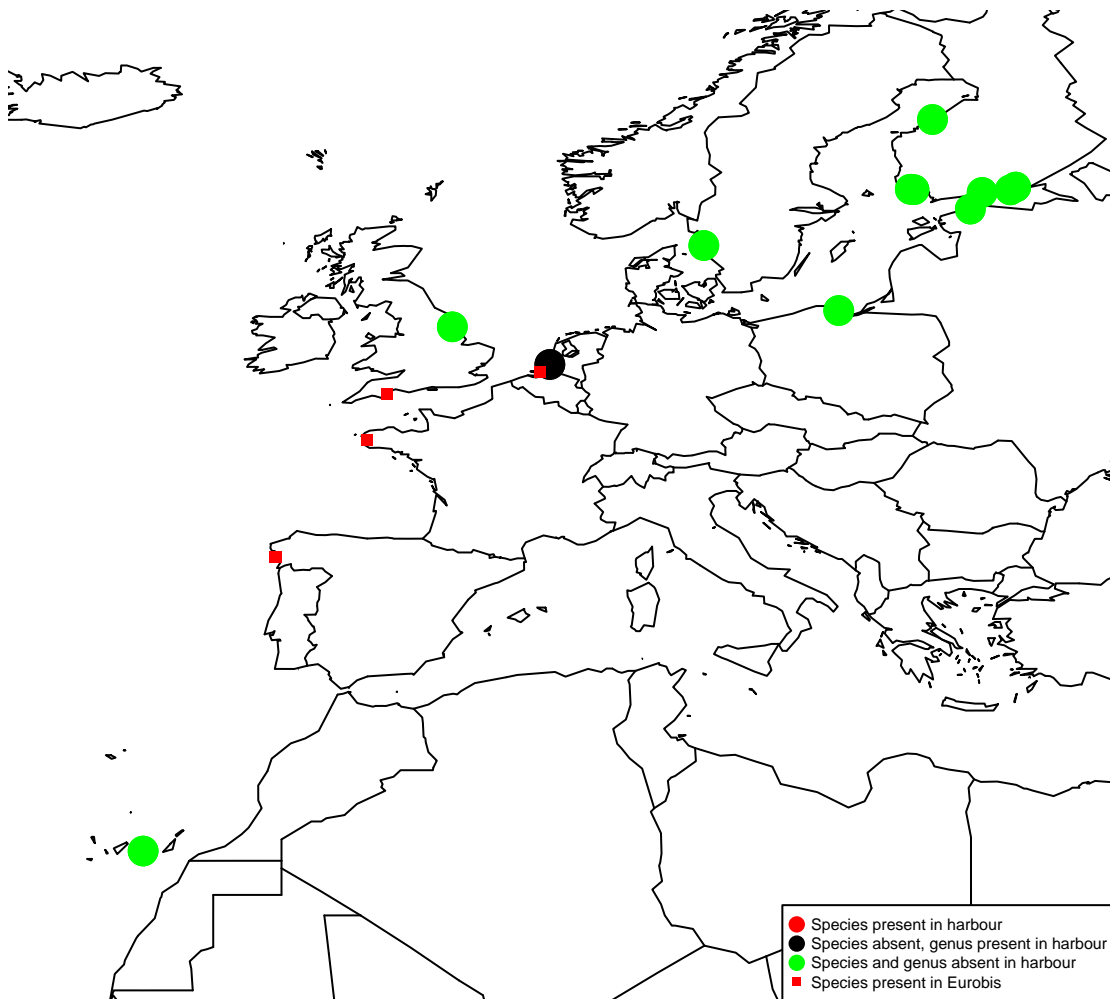 Species present in harbour
Species absent, genus present in harbour
Species and genus absent in harbour
Species present in Eurobis